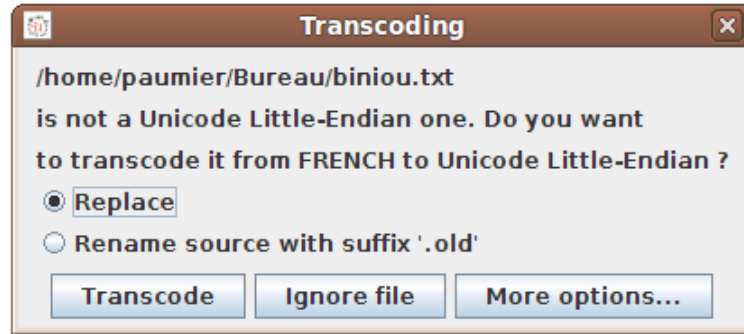 Transcoding
/home/paumier/Bureau/biniou.txt
is not a Unicode Little-Endian one. Do you want
to transcode it from FRENCH to Unicode Little-Endian ?
Replace
Rename source with suffix '.old'
Transcode Ignore file More options...